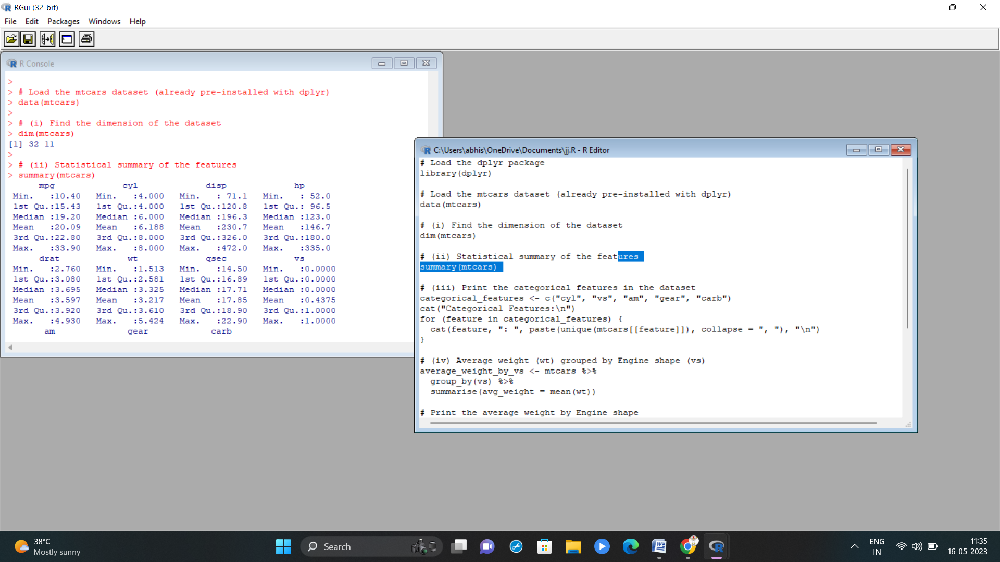 RGui (32-bit)
File Edit Packages Windows Help
R Console
>
> # Load the mtcars dataset (already pre-installed with dplyr)
> data(mtcars)
>
> # (i) Find the dimension of the dataset
> dim(mtcars)
[1] 32 11
>
> # (ii) Statistical summary of the features
> summary(mtcars)
mpg cyl disp hp
Min. :10.40 Min. :4.000 Min. : 71.1 Min. : 52.0
1st Qu.:15.43 1st Qu.:4.000 1st Qu.:120.8 1st Qu.: 96.5
Median :19.20 Median :6.000 Median :196.3 Median :123.0
Mean :20.09 Mean :6.188 Mean :230.7 Mean :146.7
3rd Qu.:22.80 3rd Qu.:8.000 3rd Qu.:326.0 3rd Qu.:180.0
Max. :33.90 Max. :8.000 Max. :472.0 Max. :335.0
drat wt qsec vs
Min. :2.760 Min. :1.513 Min. :14.50 Min. :0.0000
1st Qu.:3.080 1st Qu.:2.581 1st Qu.:16.89 1st Qu.:0.0000
Median :3.695 Median :3.325 Median :17.71 Median :0.0000
Mean :3.597 Mean :3.217 Mean :17.85 Mean :0.4375
3rd Qu.:3.920 3rd Qu.:3.610 3rd Qu.:18.90 3rd Qu.:1.0000
Max. :4.930 Max. :5.424 Max. :22.90 Max. :1.0000
am gear carb
C:\Users\abhis\OneDrive\Documents\jj.R - R Editor
# Load the dplyr package
library(dplyr)
# Load the mtcars dataset (already pre-installed with dplyr)
data(mtcars)
# (i) Find the dimension of the dataset
dim(mtcars)
# (ii) Statistical summary of the features
summary(mtcars)
# (iii) Print the categorical features in the dataset
categorical_features <- c("cyl", "vs", "am", "gear", "carb")
cat("Categorical Features:\n")
for (feature in categorical_features) {
  cat(feature, ": ", paste(unique(mtcars[[feature]]), collapse = ", "), "\n")
}
# (iv) Average weight (wt) grouped by Engine shape (vs)
average_weight_by_vs <- mtcars %>%
  group_by(vs) %>%
  summarise(avg_weight = mean(wt))
# Print the average weight by Engine shape
38°C
Mostly sunny
Search
ENG
IN
11:35
16-05-2023